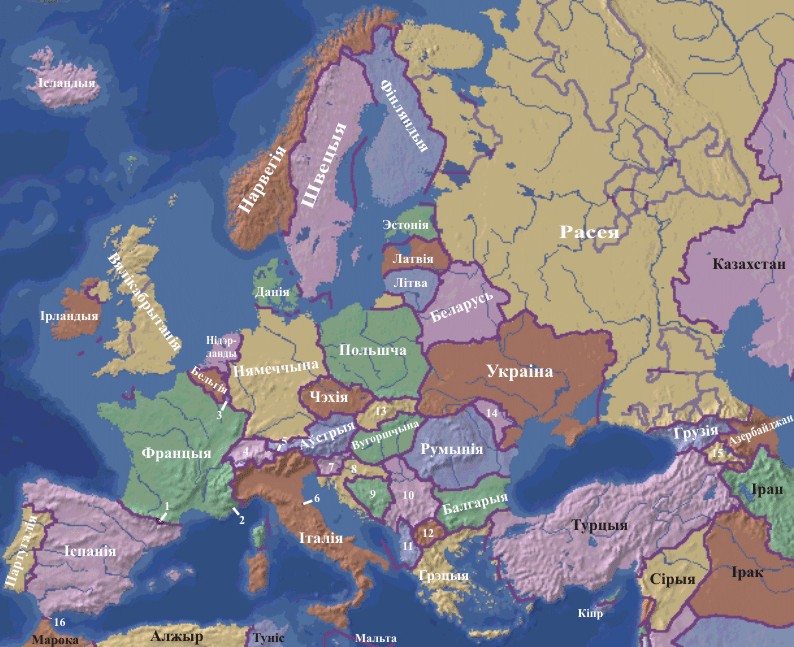 Ісландыя
Фінляндыя
Швецыя
Нарвегія
Эстонія
Расея
Латвія
Казахстан
Літва
Данія
Беларусь
Вялікабрытанія
Ірландыя
Нідэр-
ланды
Польшча
Нямеччына
Украіна
Бельгія
Чэхія
3
13
14
Аўстрыя
Вугоршчына
Грузія
Азербайджан
Францыя
4
5
Румынія
15
7
8
Іран
9
10
6
Балгарыя
1
2
Турцыя
Партугалія
Іспанія
Італія
12
11
Ірак
Грэцыя
Сірыя
Кіпр
16
Марока
Алжыр
Туніс
Мальта